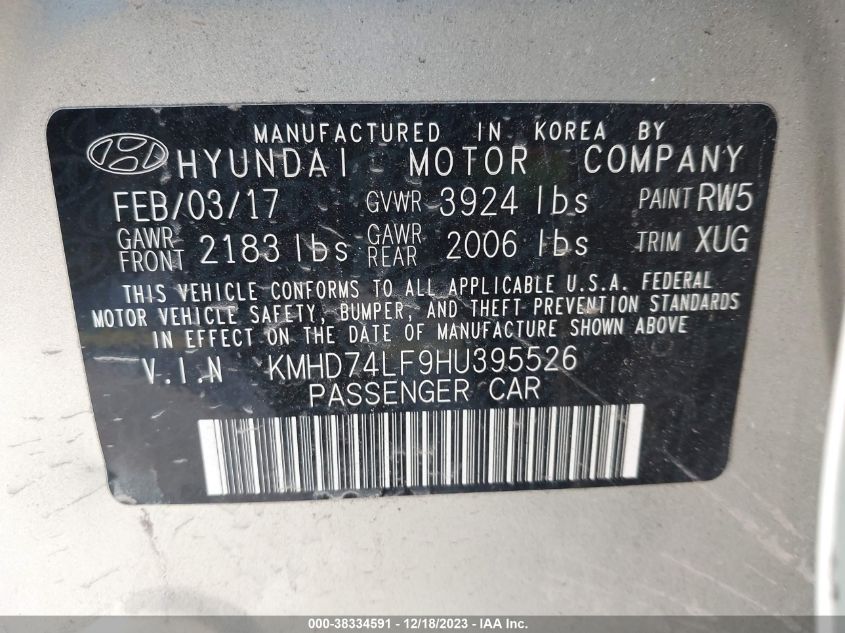 MANUFACTURED IN KOREA BY
HYUNDAI MOTOR COMPANY
FEB/03/17 GVWR 3924 lbs PAINT RW5
GAWR FRONT 2183 lbs GAWR REAR 2006 lbs TRIM XUG
THIS VEHICLE CONFORMS TO ALL APPLICABLE U.S.A. FEDERAL
MOTOR VEHICLE SAFETY, BUMPER, AND THEFT PREVENTION STANDARDS
IN EFFECT ON THE DATE OF MANUFACTURE SHOWN ABOVE.
V.I.N KMHD74LF9HU395526
PASSENGER CAR
000-38334591 - 12/18/2023 - IAA Inc.